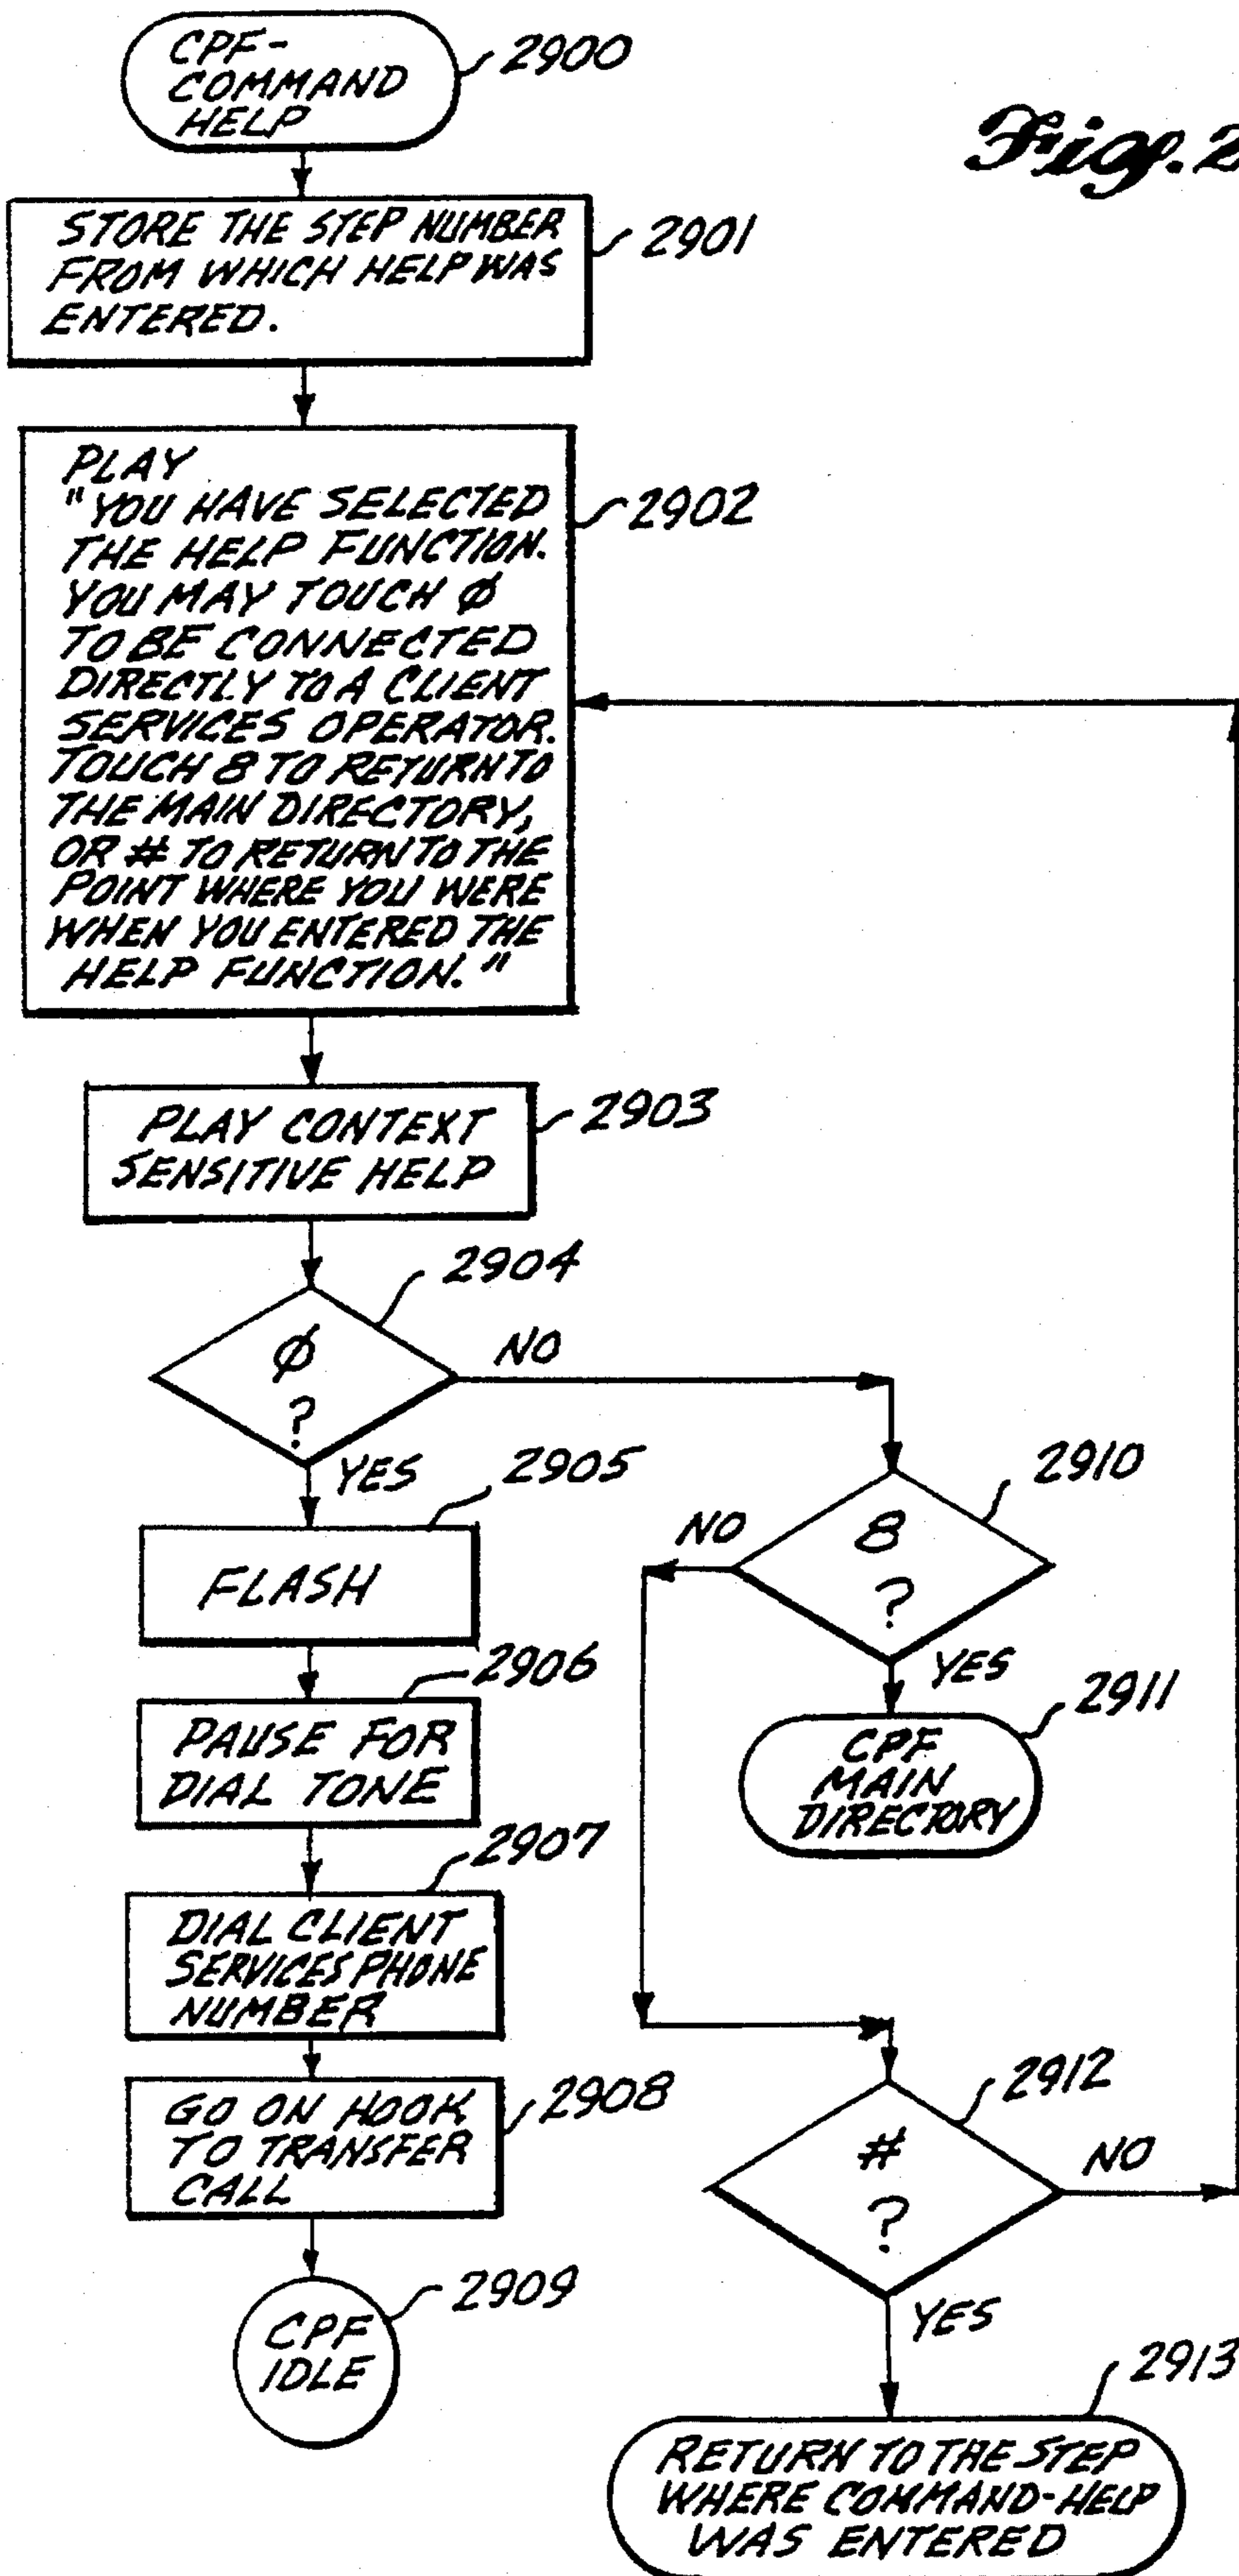 CPF-
COMMAND
HELP
2900
Fig. 2
STORE THE STEP NUMBER
FROM WHICH HELP WAS
ENTERED.
2901
PLAY
"YOU HAVE SELECTED
THE HELP FUNCTION.
YOU MAY TOUCH Ø
TO BE CONNECTED
DIRECTLY TO A CLIENT
SERVICES OPERATOR.
TOUCH 8 TO RETURN TO
THE MAIN DIRECTORY,
OR # TO RETURN TO THE
POINT WHERE YOU WERE
WHEN YOU ENTERED THE
HELP FUNCTION."
2902
PLAY CONTEXT
SENSITIVE HELP
2903
2904
Ø
?
NO
YES
2905
FLASH
2906
PAUSE FOR
DIAL TONE
2907
DIAL CLIENT
SERVICES PHONE
NUMBER
GO ON HOOK
TO TRANSFER
CALL
2908
CPF
IDLE
2909
2910
8
?
NO
YES
2911
CPF
MAIN
DIRECTORY
2912
#
?
NO
YES
2913
RETURN TO THE STEP
WHERE COMMAND-HELP
WAS ENTERED